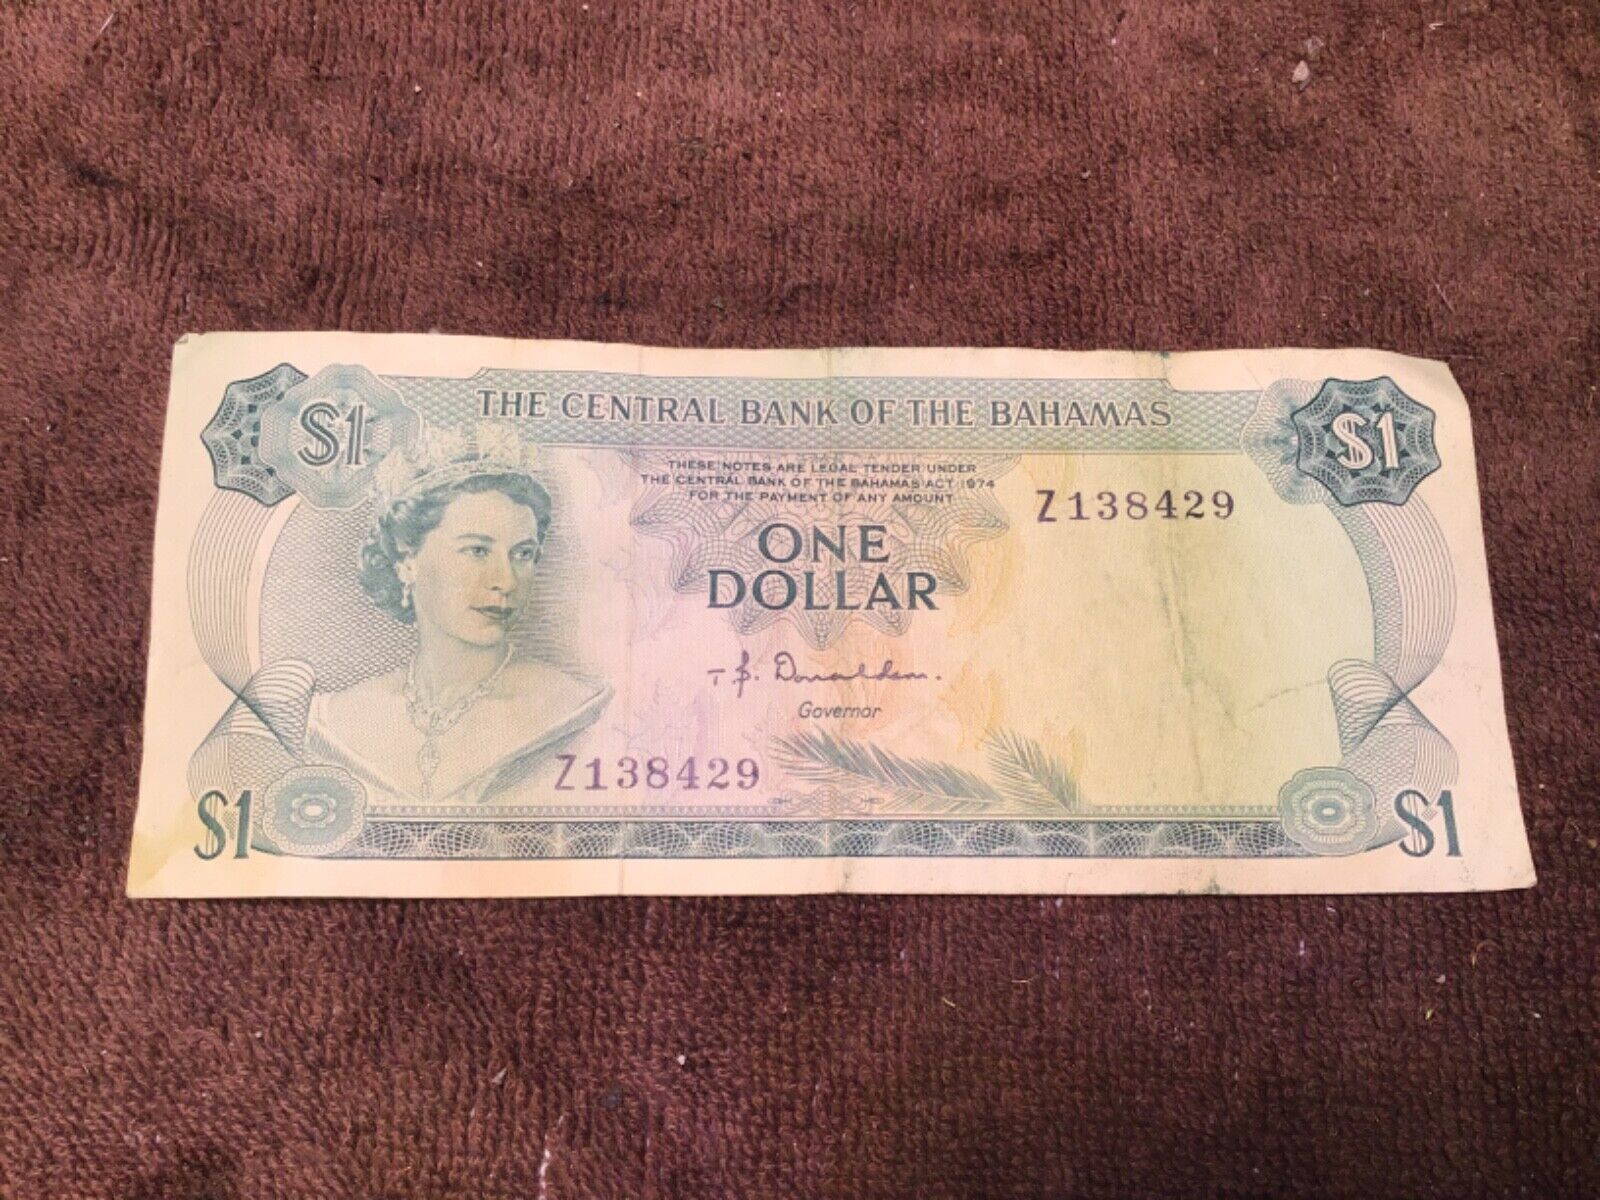 THE CENTRAL BANK OF THE BAHAMAS
$1
$1
THESE NOTES ARE LEGAL TENDER UNDER
THE CENTRAL BANK OF THE BAHAMAS ACT 1974
FOR THE PAYMENT OF ANY AMOUNT
Z138429
ONE
DOLLAR
T B. Donaldson.
Governor
Z138429
$1
$1